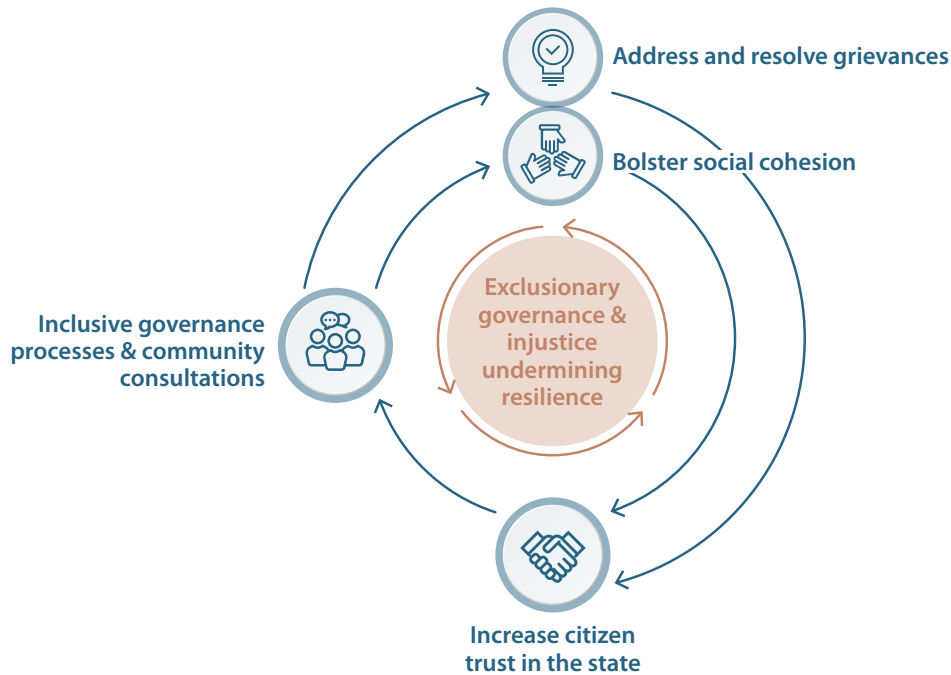 Address and resolve grievances
Bolster social cohesion
Exclusionary
governance &
injustice
undermining
resilience
Inclusive governance
processes & community
consultations
Increase citizen
trust in the state